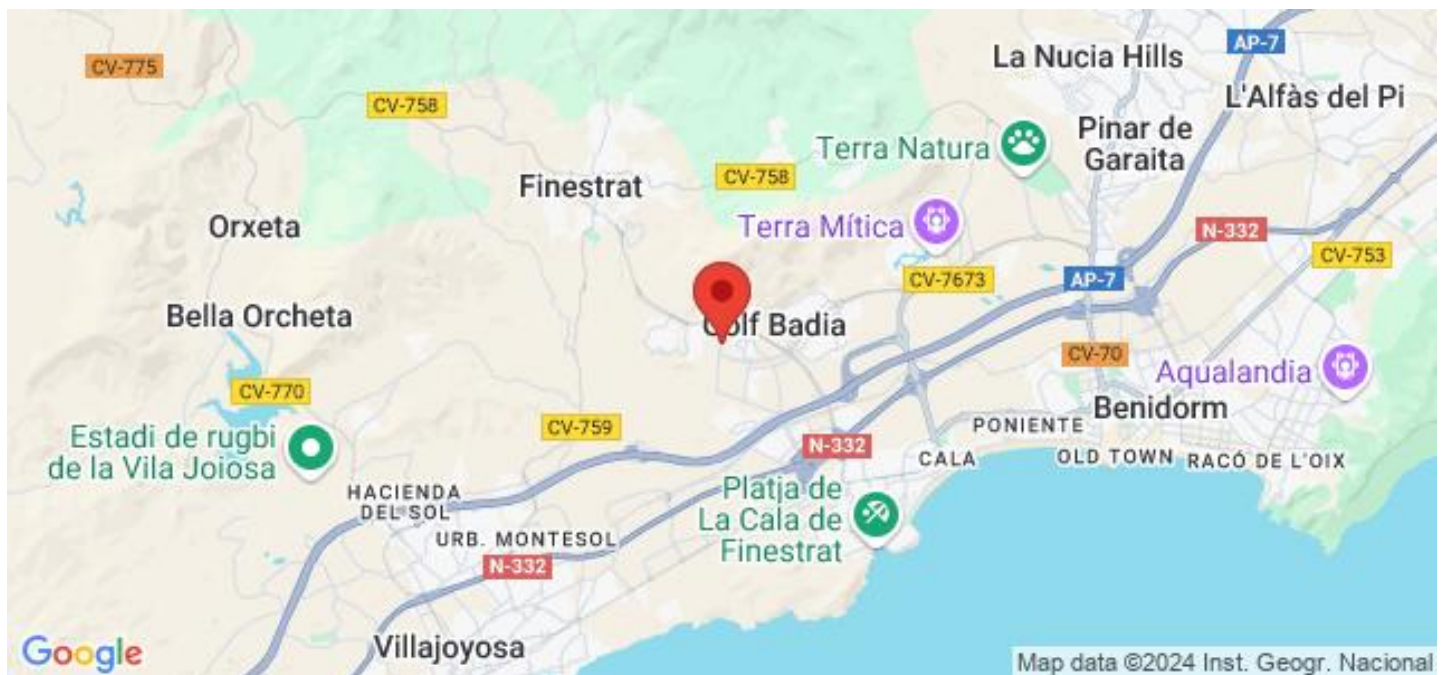 CV-775
CV-758
La Nucia Hills
AP-7
L'Alfàs del Pi
Terra Natura
Pinar de
Garaita
Finestrat
CV-758
Orxeta
Terra Mítica
N-332
CV-753
CV-7673
AP-7
Bella Orcheta
Golf Badia
CV-70
Aqualandia
CV-770
Benidorm
Estadi de rugbi
de la Vila Joiosa
CV-759
N-332
PONIENTE
CALA
OLD TOWN
RACÓ DE L'OIX
HACIENDA
DEL SOL
Platja de
La Cala de
Finestrat
URB. MONTESOL
N-332
Villajoyosa
Google
Map data ©2024 Inst. Geogr. Nacional